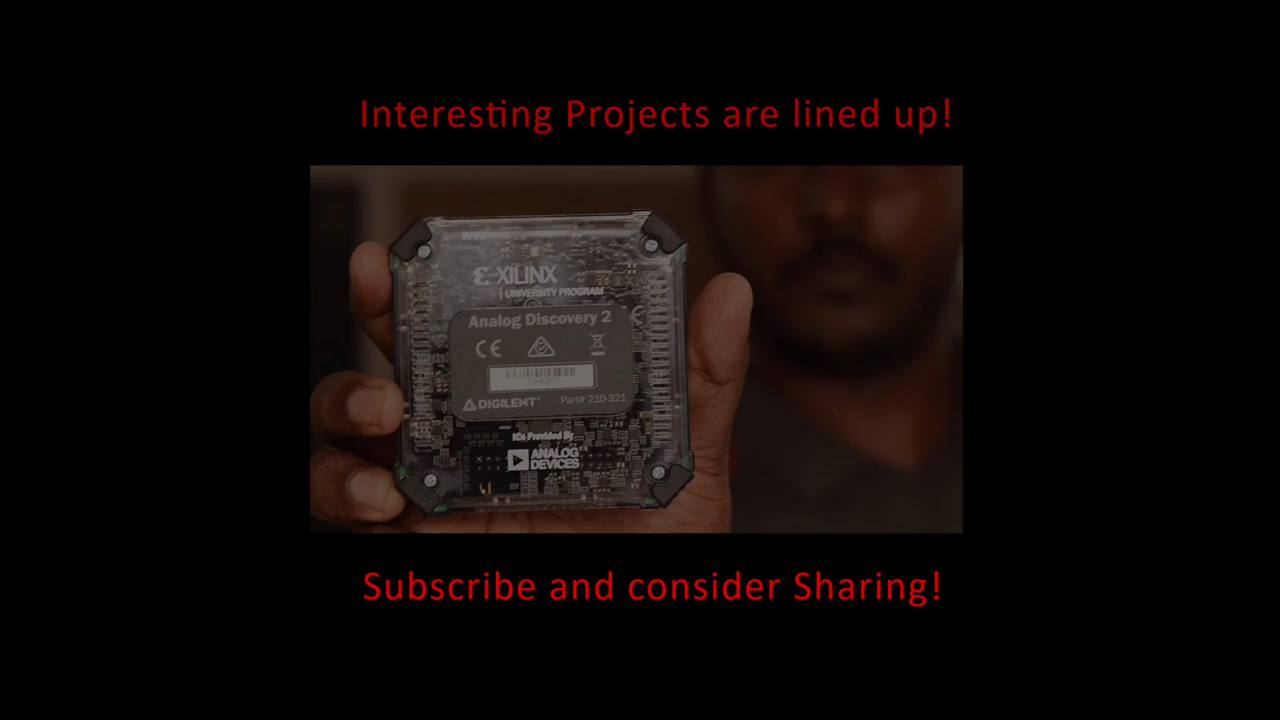 Interesting Projects are lined up!
XILINX
UNIVERSITY PROGRAM
Analog Discovery 2
CE
DIGILENT
Part# 210-321
ICs Provided By
ANALOG
DEVICES
Subscribe and consider Sharing!